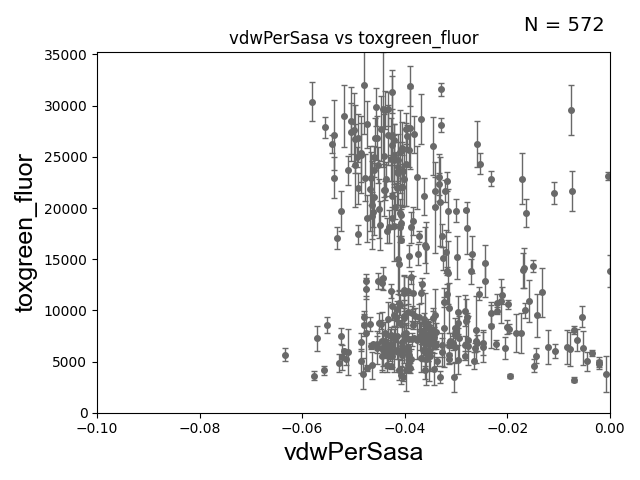 N = 572
vdwPerSasa vs toxgreen_fluor
35000
30000
25000
20000
15000
10000
5000
0
toxgreen_fluor
−0.10 −0.08 −0.06 −0.04 −0.02 0.00
vdwPerSasa